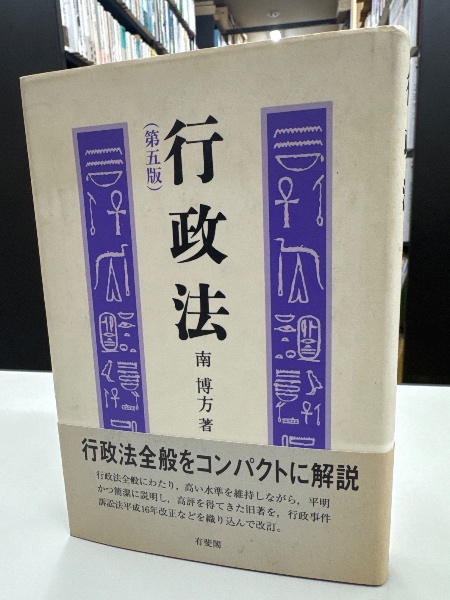 行政法
(第五版)
南 博方 著
行政法全般をコンパクトに解説
行政法全般にわたり，高い水準を維持しながら，平明
かつ簡潔に説明し，高評を得てきた旧著を，行政事件
訴訟法平成16年改正などを織り込んで改訂。
有斐閣